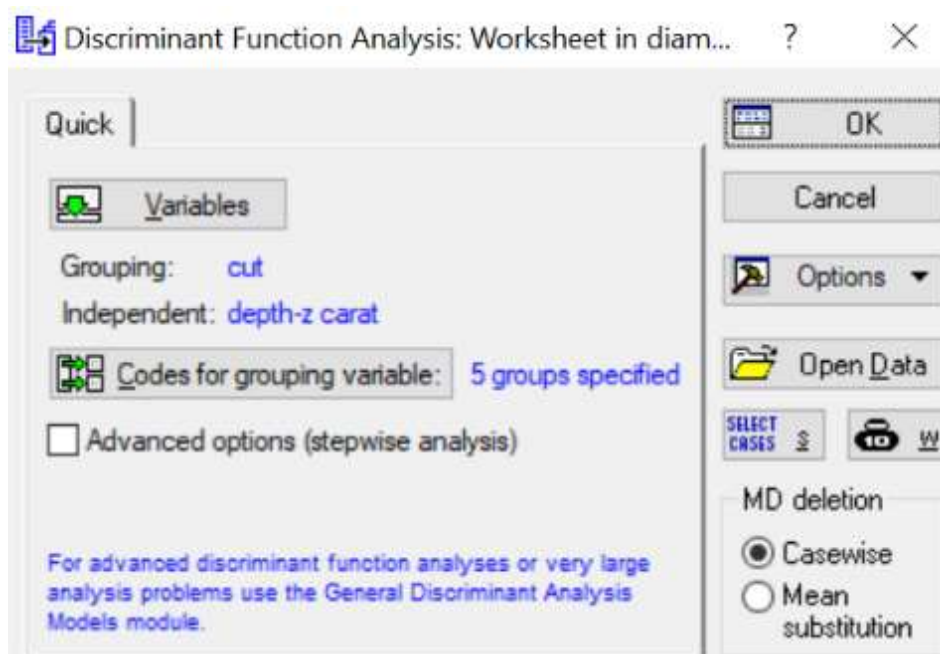 Discriminant Function Analysis: Worksheet in diam... ?
Quick
Variables
Grouping: cut
Independent: depth-z carat
Codes for grouping variable: 5 groups specified
Advanced options (stepwise analysis)
For advanced discriminant function analyses or very large
analysis problems use the General Discriminant Analysis
Models module.
OK
Cancel
Options
Open Data
SELECT
CASES S
W
MD deletion
Casewise
Mean
substitution